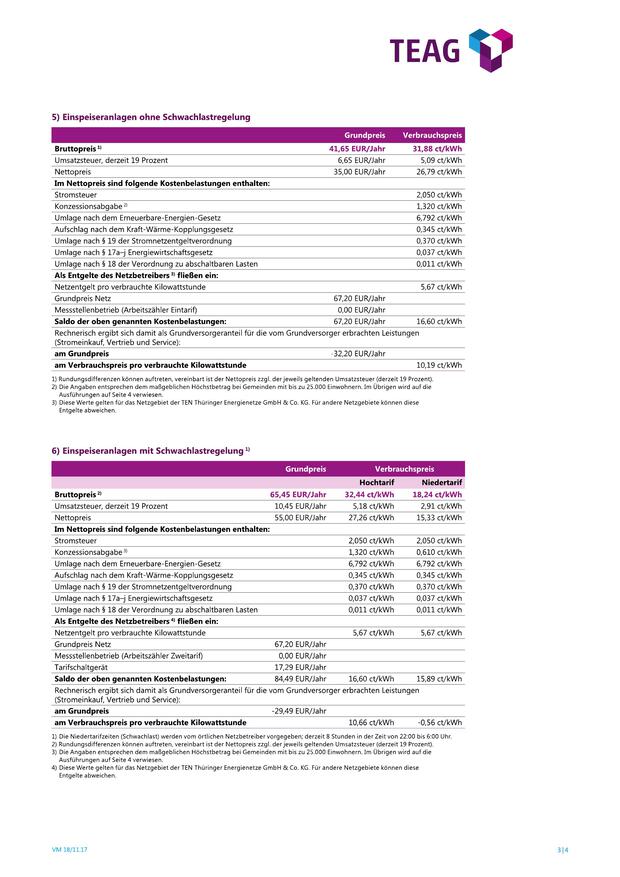 TEAG
5) Einspeiseranlagen ohne Schwachlastregelung
Grundpreis Verbrauchspreis
Bruttopreis 1) 41,65 EUR/Jahr 31,88 ct/kWh
Umsatzsteuer, derzeit 19 Prozent 6,65 EUR/Jahr 5,09 ct/kWh
Nettopreis 35,00 EUR/Jahr 26,79 ct/kWh
Im Nettopreis sind folgende Kostenbelastungen enthalten:
Stromsteuer 2,050 ct/kWh
Konzessionsabgabe 2) 1,320 ct/kWh
Umlage nach dem Erneuerbare-Energien-Gesetz 6,792 ct/kWh
Aufschlag nach dem Kraft-Wärme-Kopplungsgesetz 0,345 ct/kWh
Umlage nach § 19 der Stromnetzentgeltverordnung 0,370 ct/kWh
Umlage nach § 17a–j Energiewirtschaftsgesetz 0,037 ct/kWh
Umlage nach § 18 der Verordnung zu abschaltbaren Lasten 0,011 ct/kWh
Als Entgelte des Netzbetreibers 3) fließen ein:
Netzentgelt pro verbrauchte Kilowattstunde 5,67 ct/kWh
Grundpreis Netz 67,20 EUR/Jahr
Messstellenbetrieb (Arbeitszähler Eintarif) 0,00 EUR/Jahr
Saldo der oben genannten Kostenbelastungen: 67,20 EUR/Jahr 16,60 ct/kWh
Rechnerisch ergibt sich damit als Grundversorgeranteil für die vom Grundversorger erbrachten Leistungen
(Stromeinkauf, Vertrieb und Service):
am Grundpreis -32,20 EUR/Jahr
am Verbrauchspreis pro verbrauchte Kilowattstunde 10,19 ct/kWh
1) Rundungsdifferenzen können auftreten, vereinbart ist der Nettopreis zzgl. der jeweils geltenden Umsatzsteuer (derzeit 19 Prozent).
2) Die Angaben entsprechen dem maßgeblichen Höchstbetrag bei Gemeinden mit bis zu 25.000 Einwohnern. Im Übrigen wird auf die
Ausführungen auf Seite 4 verwiesen.
3) Diese Werte gelten für das Netzgebiet der TEN Thüringer Energienetze GmbH & Co. KG. Für andere Netzgebiete können diese
Entgelte abweichen.
6) Einspeiseranlagen mit Schwachlastregelung 1)
Grundpreis Verbrauchspreis
Hochtarif Niedertarif
Bruttopreis 2) 65,45 EUR/Jahr 32,44 ct/kWh 18,24 ct/kWh
Umsatzsteuer, derzeit 19 Prozent 10,45 EUR/Jahr 5,18 ct/kWh 2,91 ct/kWh
Nettopreis 55,00 EUR/Jahr 27,26 ct/kWh 15,33 ct/kWh
Im Nettopreis sind folgende Kostenbelastungen enthalten:
Stromsteuer 2,050 ct/kWh 2,050 ct/kWh
Konzessionsabgabe 3) 1,320 ct/kWh 0,610 ct/kWh
Umlage nach dem Erneuerbare-Energien-Gesetz 6,792 ct/kWh 6,792 ct/kWh
Aufschlag nach dem Kraft-Wärme-Kopplungsgesetz 0,345 ct/kWh 0,345 ct/kWh
Umlage nach § 19 der Stromnetzentgeltverordnung 0,370 ct/kWh 0,370 ct/kWh
Umlage nach § 17a–j Energiewirtschaftsgesetz 0,037 ct/kWh 0,037 ct/kWh
Umlage nach § 18 der Verordnung zu abschaltbaren Lasten 0,011 ct/kWh 0,011 ct/kWh
Als Entgelte des Netzbetreibers 4) fließen ein:
Netzentgelt pro verbrauchte Kilowattstunde 5,67 ct/kWh 5,67 ct/kWh
Grundpreis Netz 67,20 EUR/Jahr
Messstellenbetrieb (Arbeitszähler Zweitarif) 0,00 EUR/Jahr
Tarifschaltgerät 17,29 EUR/Jahr
Saldo der oben genannten Kostenbelastungen: 84,49 EUR/Jahr 16,60 ct/kWh 15,89 ct/kWh
Rechnerisch ergibt sich damit als Grundversorgeranteil für die vom Grundversorger erbrachten Leistungen
(Stromeinkauf, Vertrieb und Service):
am Grundpreis -29,49 EUR/Jahr
am Verbrauchspreis pro verbrauchte Kilowattstunde 10,66 ct/kWh -0,56 ct/kWh
1) Die Niedertarifzeiten (Schwachlast) werden vom örtlichen Netzbetreiber vorgegeben; derzeit 8 Stunden in der Zeit von 22:00 bis 6:00 Uhr.
2) Rundungsdifferenzen können auftreten, vereinbart ist der Nettopreis zzgl. der jeweils geltenden Umsatzsteuer (derzeit 19 Prozent).
3) Die Angaben entsprechen dem maßgeblichen Höchstbetrag bei Gemeinden mit bis zu 25.000 Einwohnern. Im Übrigen wird auf die
Ausführungen auf Seite 4 verwiesen.
4) Diese Werte gelten für das Netzgebiet der TEN Thüringer Energienetze GmbH & Co. KG. Für andere Netzgebiete können diese
Entgelte abweichen.
VM 18/11.17 3|4